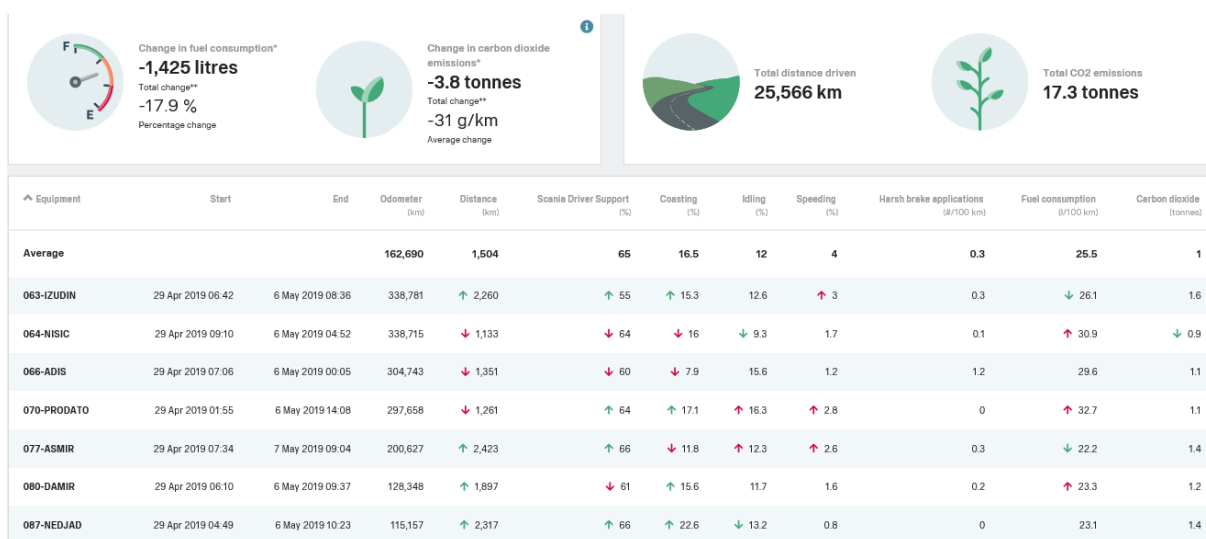 F
E
Change in fuel consumption*
-1,425 litres
Total change**
-17.9 %
Percentage change
i
Change in carbon dioxide
emissions*
-3.8 tonnes
Total change**
-31 g/km
Average change
Total distance driven
25,566 km
Total CO2 emissions
17.3 tonnes
Equipment Start End Odometer (km) Distance (km) Scania Driver Support (%) Coasting (%) Idling (%) Speeding (%) Harsh brake applications (#/100 km) Fuel consumption (l/100 km) Carbon dioxide (tonnes)
Average 162,690 1,504 65 16.5 12 4 0.3 25.5 1
063-IZUDIN 29 Apr 2019 06:42 6 May 2019 08:36 338,781 ↑ 2,260 ↑ 55 ↑ 15.3 12.6 ↑ 3 0.3 ↓ 26.1 1.6
064-NISIC 29 Apr 2019 09:10 6 May 2019 04:52 338,715 ↓ 1,133 ↓ 64 ↓ 16 ↓ 9.3 1.7 0.1 ↑ 30.9 ↓ 0.9
066-ADIS 29 Apr 2019 07:06 6 May 2019 00:05 304,743 ↓ 1,351 ↓ 60 ↓ 7.9 15.6 1.2 1.2 29.6 1.1
070-PRODATO 29 Apr 2019 01:55 6 May 2019 14:08 297,658 ↓ 1,261 ↑ 64 ↑ 17.1 ↑ 16.3 ↑ 2.8 0 ↑ 32.7 1.1
077-ASMIR 29 Apr 2019 07:34 7 May 2019 09:04 200,627 ↑ 2,423 ↑ 66 ↓ 11.8 ↑ 12.3 ↑ 2.6 0.3 ↓ 22.2 1.4
080-DAMIR 29 Apr 2019 06:10 6 May 2019 09:37 128,348 ↑ 1,897 ↓ 61 ↑ 15.6 11.7 1.6 0.2 ↑ 23.3 1.2
087-NEDJAD 29 Apr 2019 04:49 6 May 2019 10:23 115,157 ↑ 2,317 ↑ 66 ↑ 22.6 ↓ 13.2 0.8 0 23.1 1.4